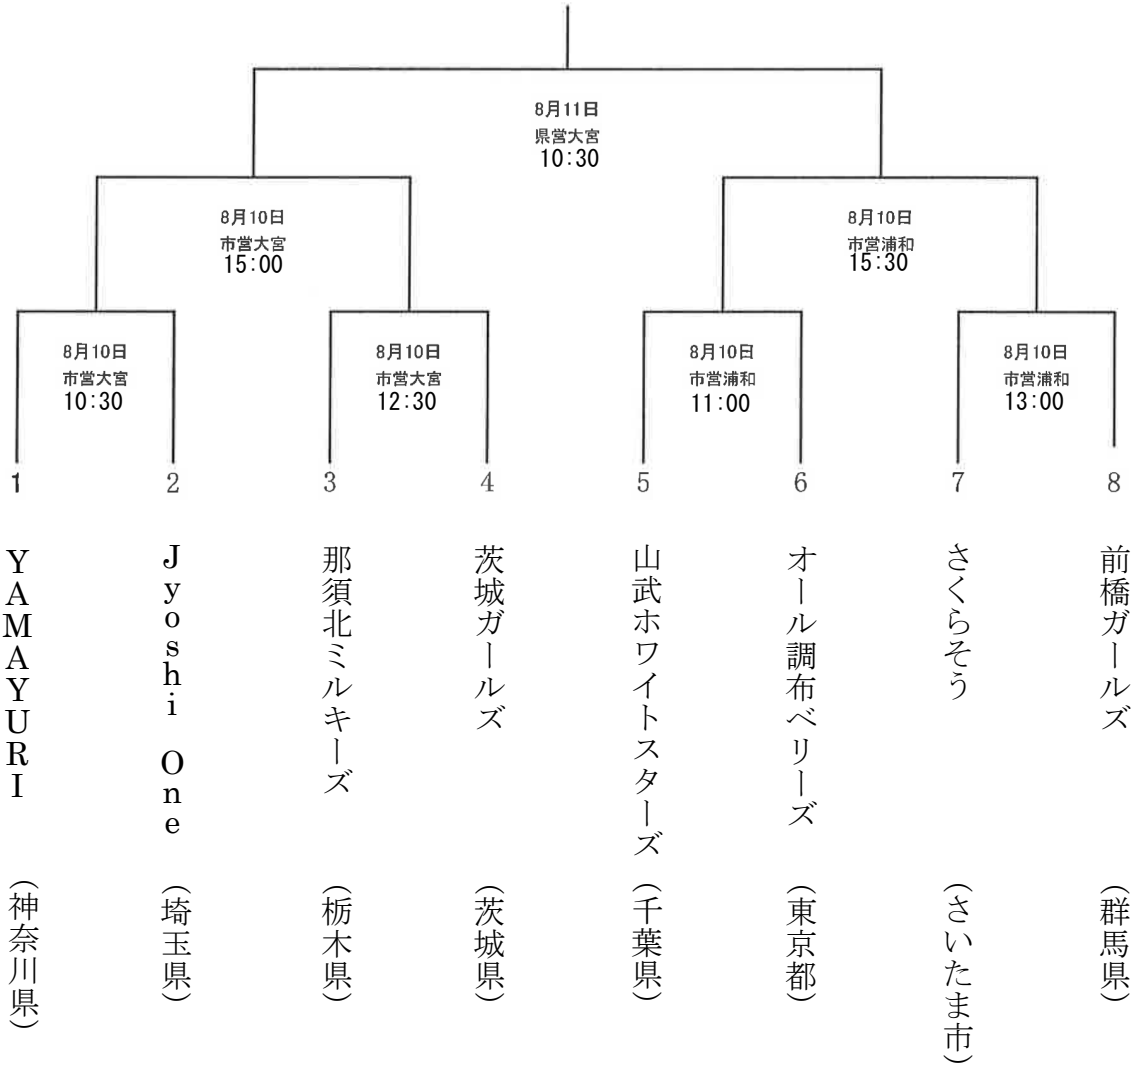 8月11日
県営大宮
10:30
8月10日
市営大宮
15:00
8月10日
市営浦和
15:30
8月10日
市営大宮
10:30
8月10日
市営大宮
12:30
8月10日
市営浦和
11:00
8月10日
市営浦和
13:00
1
2
3
4
5
6
7
8
YAMAYURI
(神奈川県)
Jyoshi One
(埼玉県)
那須北ミルキーズ
(栃木県)
茨城ガールズ
(茨城県)
山武ホワイトスターズ
(千葉県)
オール調布ベリーズ
(東京都)
さくらそう
(さいたま市)
前橋ガールズ
(群馬県)